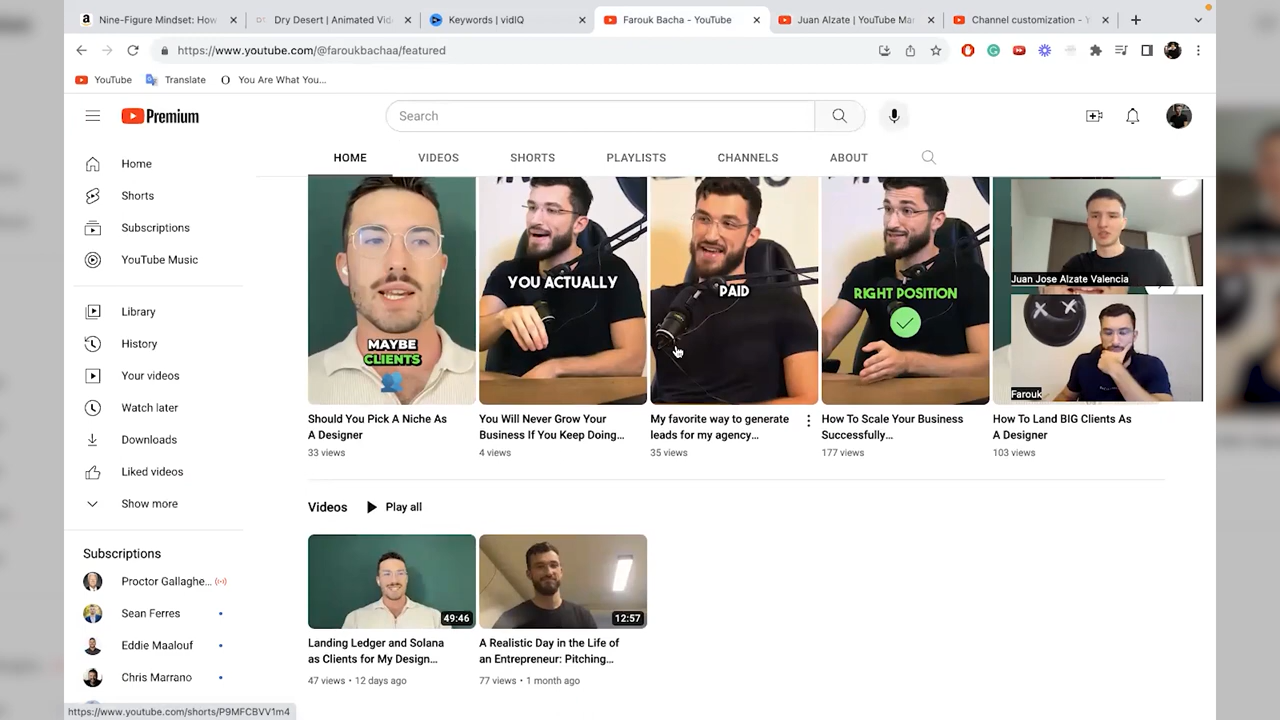 Nine-Figure Mindset: How
Dry Desert | Animated Vid
Keywords | vidIQ
Farouk Bacha - YouTube
Juan Alzate | YouTube Ma
Channel customization - Y
https://www.youtube.com/@faroukbachaa/featured
YouTube
Translate
You Are What You...
Premium
Search
HOME
VIDEOS
SHORTS
PLAYLISTS
CHANNELS
ABOUT
Home
Shorts
Subscriptions
YouTube Music
Library
History
Your videos
Watch later
Downloads
Liked videos
Show more
Subscriptions
Proctor Gallaghe...
Sean Ferres
Eddie Maalouf
Chris Marrano
MAYBE
CLIENTS
YOU ACTUALLY
PAID
RIGHT POSITION
Juan Jose Alzate Valencia
Farouk
Should You Pick A Niche As
A Designer
33 views
You Will Never Grow Your
Business If You Keep Doing...
4 views
My favorite way to generate
leads for my agency...
35 views
How To Scale Your Business
Successfully...
177 views
How To Land BIG Clients As
A Designer
103 views
Videos
Play all
49:46
12:57
Landing Ledger and Solana
as Clients for My Design...
47 views • 12 days ago
A Realistic Day in the Life of
an Entrepreneur: Pitching...
77 views • 1 month ago
https://www.youtube.com/shorts/P9MFCBVV1m4